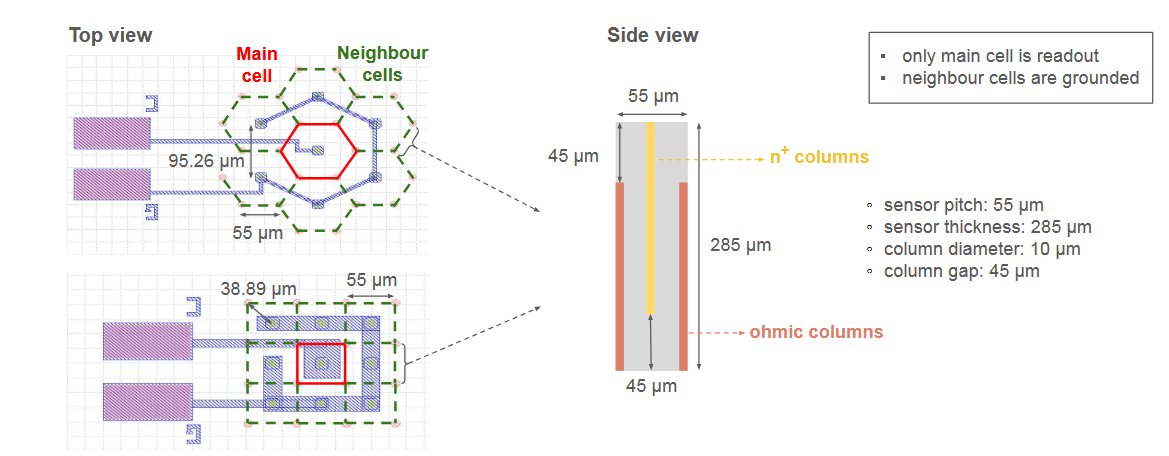 Top view
Main
cell
Neighbour
cells
95.26 µm
55 µm
38.89 µm
55 µm
Side view
55 µm
45 µm
n+ columns
285 µm
ohmic columns
45 µm
▪ only main cell is readout
▪ neighbour cells are grounded
∘ sensor pitch: 55 µm
∘ sensor thickness: 285 µm
∘ column diameter: 10 µm
∘ column gap: 45 µm